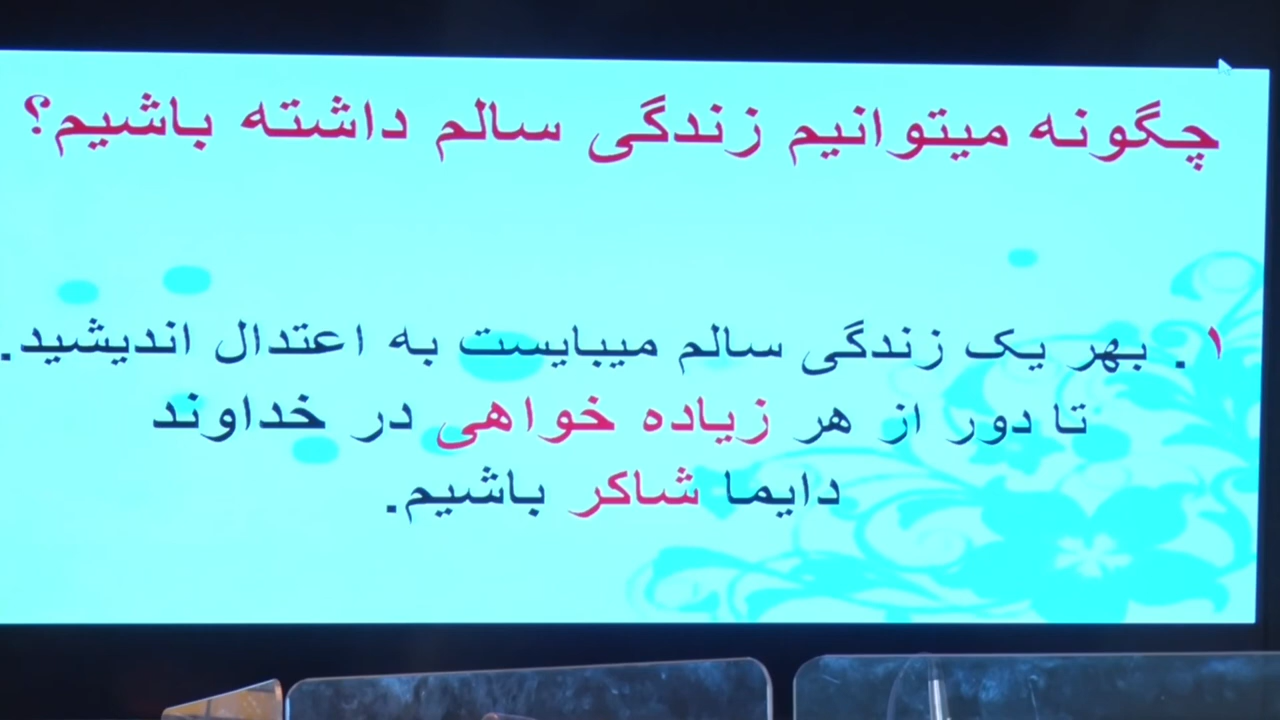 چگونه میتوانیم زندگی سالم داشته باشیم؟
۱ . بهر یک زندگی سالم میبایست به اعتدال اندیشید.
تا دور از هر زیاده خواهی در خداوند
دایما شاکر باشیم.